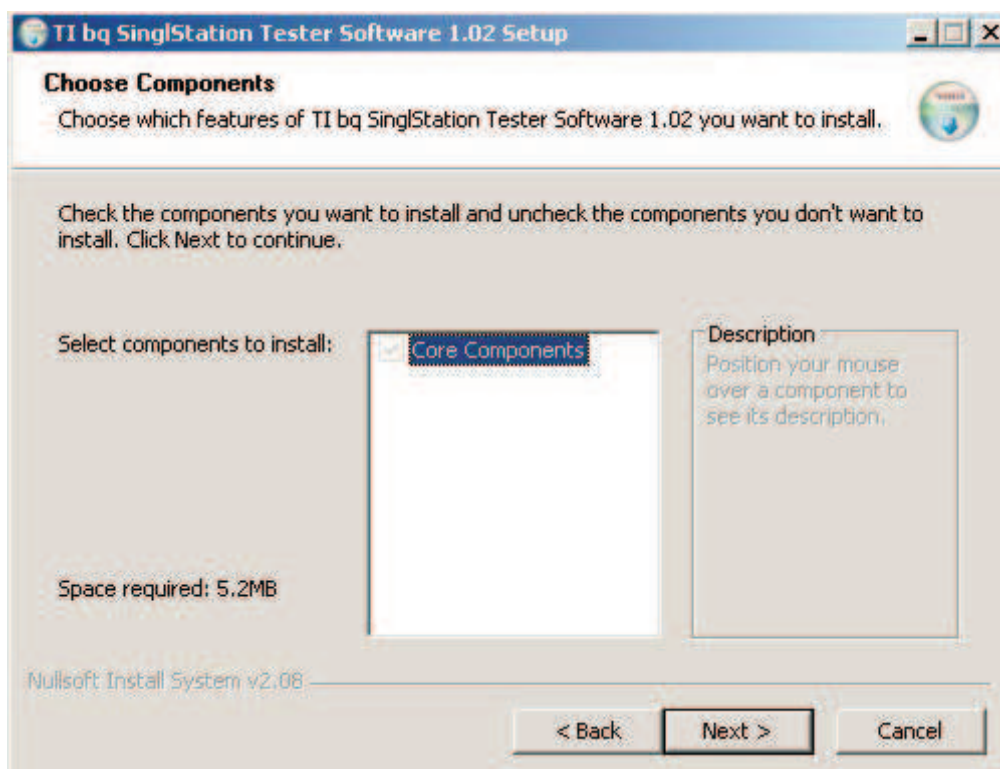 TI bq SinglStation Tester Software 1.02 Setup
Choose Components
Choose which features of TI bq SinglStation Tester Software 1.02 you want to install.
Check the components you want to install and uncheck the components you don't want to
install. Click Next to continue.
Select components to install:
Core Components
Description
Position your mouse
over a component to
see its description.
Space required: 5.2MB
Nullsoft Install System v2.08
< Back
Next >
Cancel